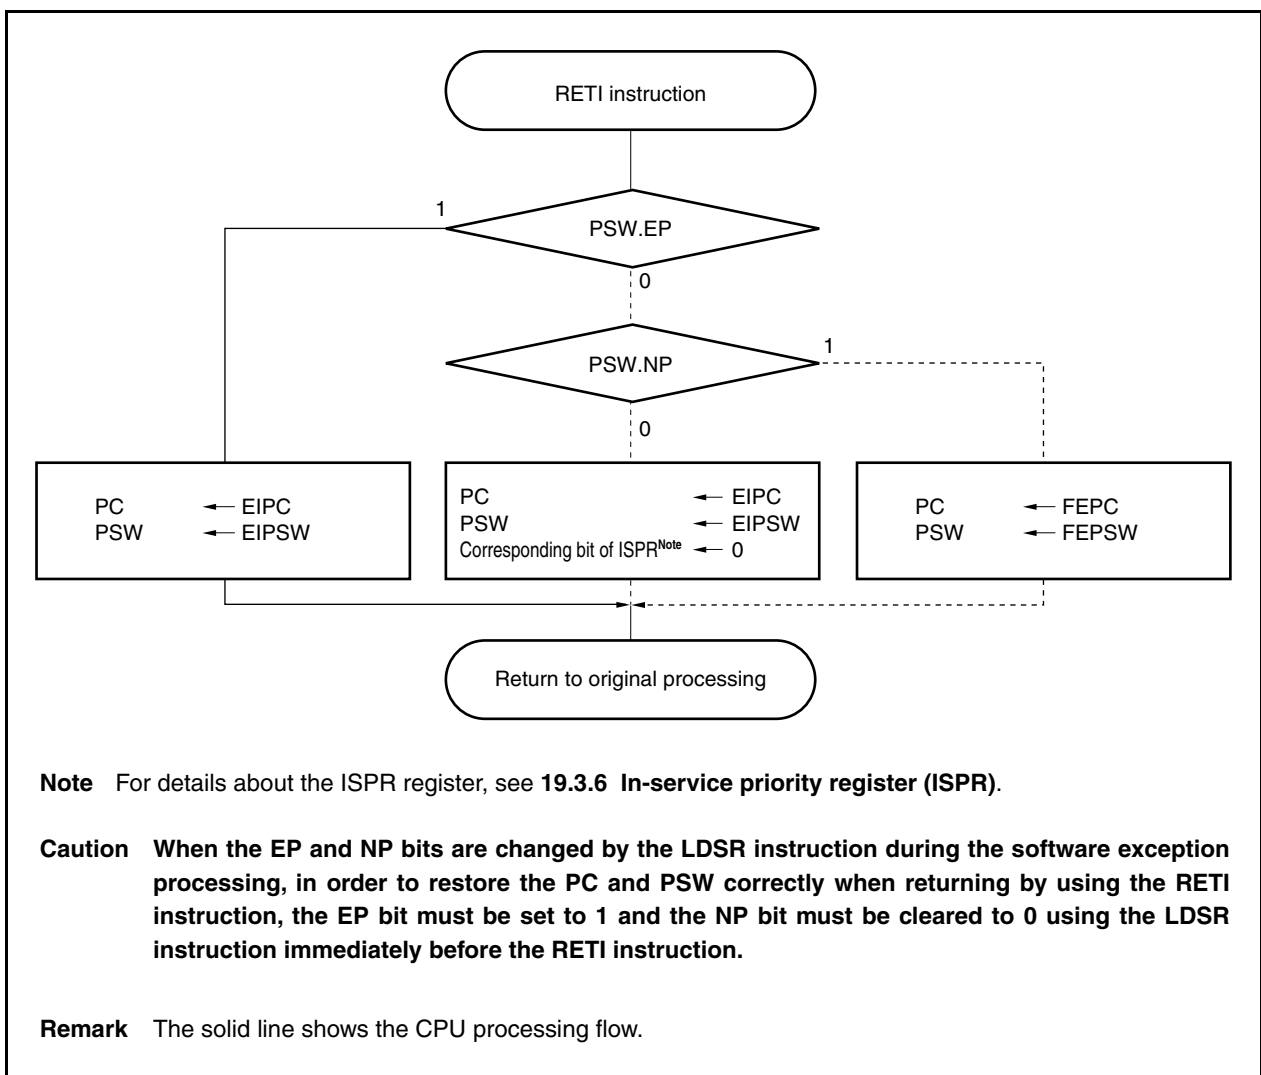 RETI instruction
1
PSW.EP
0
1
PSW.NP
0
PC ← EIPC
PSW ← EIPSW
PC ← EIPC
PSW ← EIPSW
Corresponding bit of ISPRNote ← 0
PC ← FEPC
PSW ← FEPSW
Return to original processing
Note For details about the ISPR register, see 19.3.6 In-service priority register (ISPR).
Caution When the EP and NP bits are changed by the LDSR instruction during the software exception
processing, in order to restore the PC and PSW correctly when returning by using the RETI
instruction, the EP bit must be set to 1 and the NP bit must be cleared to 0 using the LDSR
instruction immediately before the RETI instruction.
Remark The solid line shows the CPU processing flow.